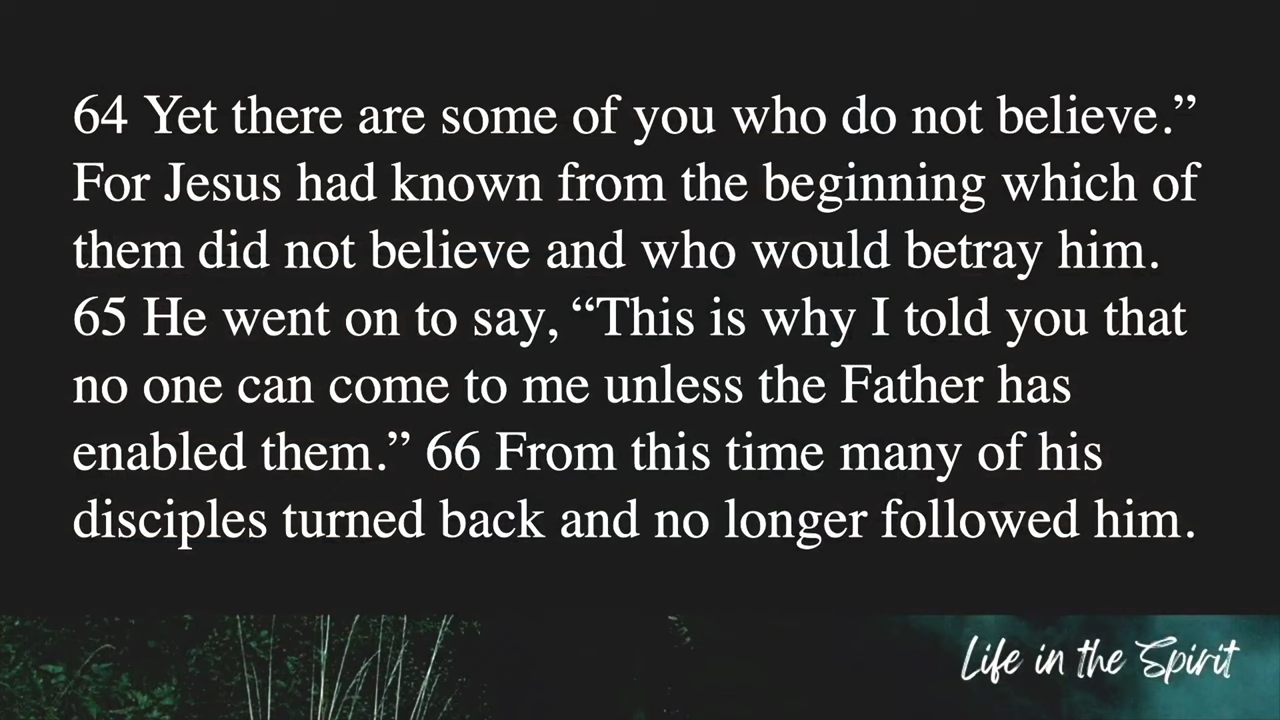 64 Yet there are some of you who do not believe.”
For Jesus had known from the beginning which of
them did not believe and who would betray him.
65 He went on to say, “This is why I told you that
no one can come to me unless the Father has
enabled them.” 66 From this time many of his
disciples turned back and no longer followed him.
Life in the Spirit